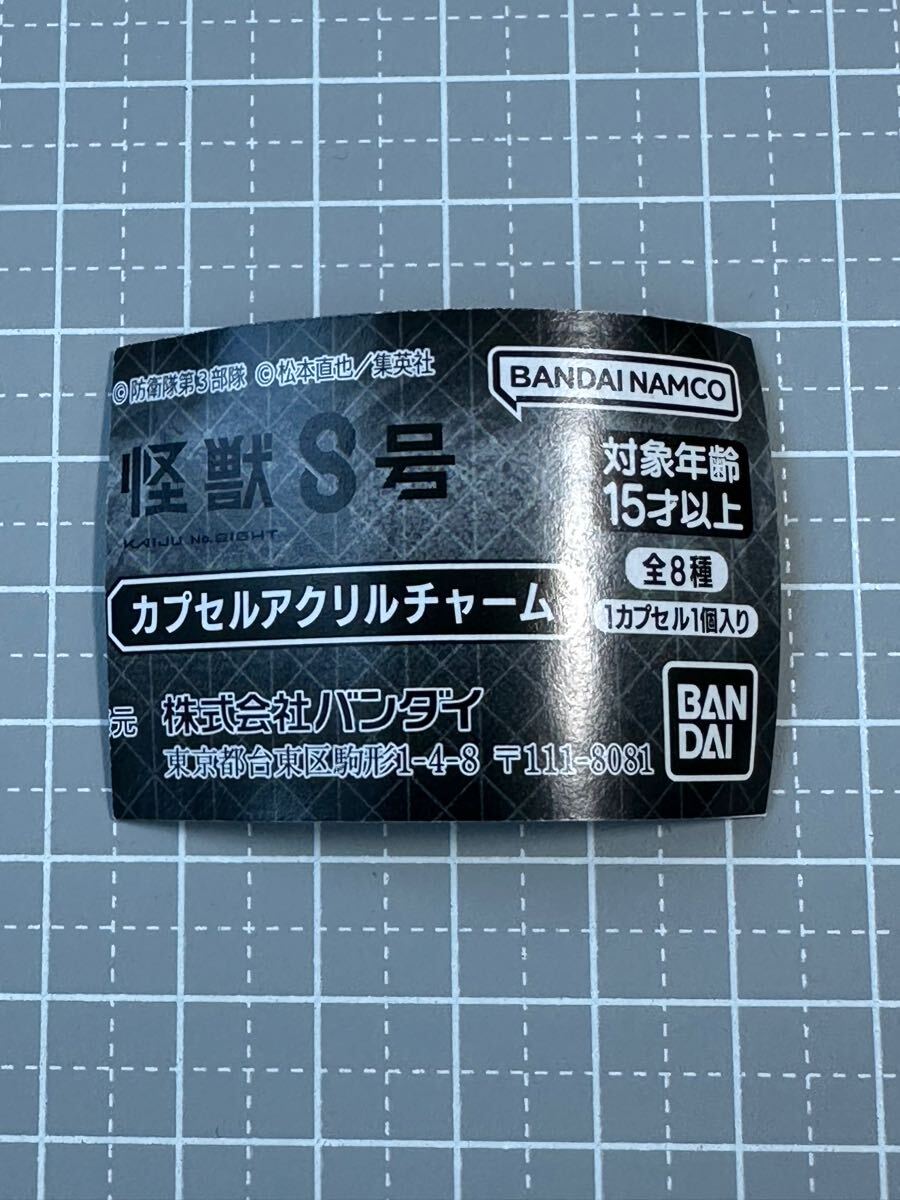 ©防衛隊第3部隊 ©松本直也／集英社
BANDAI NAMCO
怪獣8号
KAIJU No.EIGHT
対象年齢
15才以上
全8種
1カプセル1個入り
カプセルアクリルチャーム
元 株式会社バンダイ
東京都台東区駒形1-4-8 〒111-8081
BAN
DAI